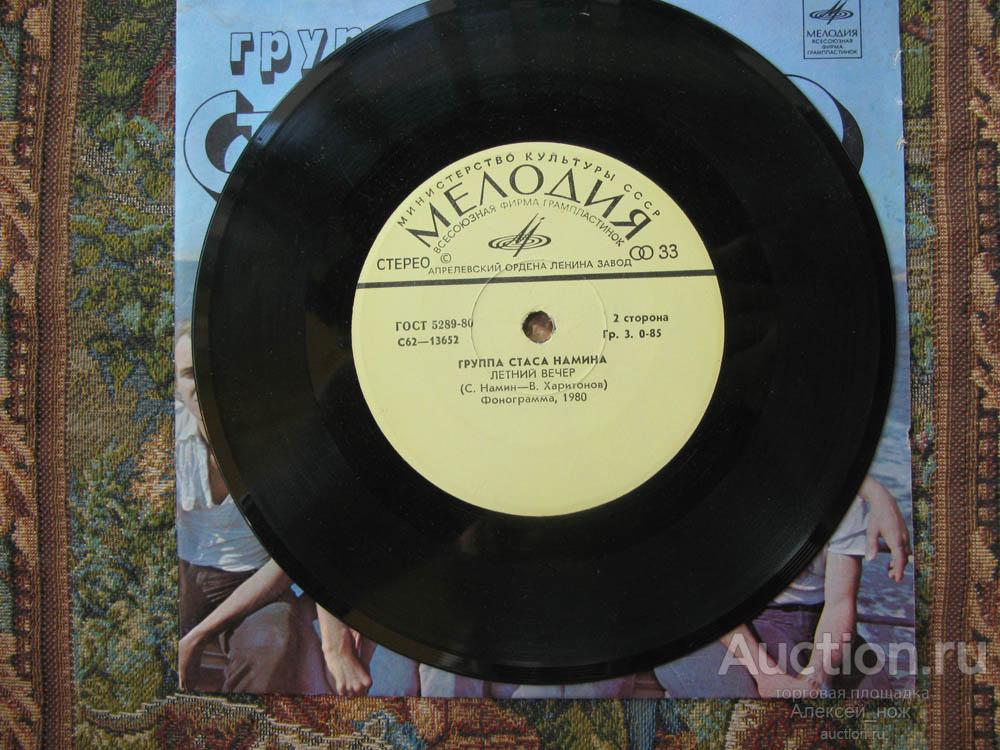 МЕЛОДИЯ
ВСЕСОЮЗНАЯ
ФИРМА
ГРАМПЛАСТИНОК
МИНИСТЕРСТВО КУЛЬТУРЫ СССР
МЕЛОДИЯ
ВСЕСОЮЗНАЯ ФИРМА ГРАМПЛАСТИНОК
СТЕРЕО © 33
АПРЕЛЕВСКИЙ ОРДЕНА ЛЕНИНА ЗАВОД
ГОСТ 5289-80 2 сторона
С62—13652 Гр. 3. 0-85
ГРУППА СТАСА НАМИНА
ЛЕТНИЙ ВЕЧЕР
(С. Намин—В. Харитонов)
Фонограмма, 1980
Auction.ru
торговая площадка
Алексей_нож
auction.ru